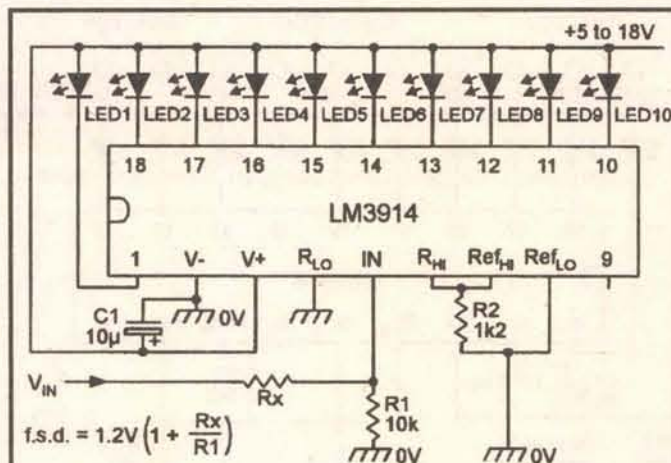 +5 to 18V
LED1 LED2 LED3 LED4 LED5 LED6 LED7 LED8 LED9 LED10
18 17 16 15 14 13 12 11 10
LM3914
1 V- V+ RLO IN RHI RefHI RefLO 9
C1
10µ
+
0V
R2
1k2
VIN
Rx
R1
10k
f.s.d. = 1.2V (1 + Rx/R1)
0V
0V